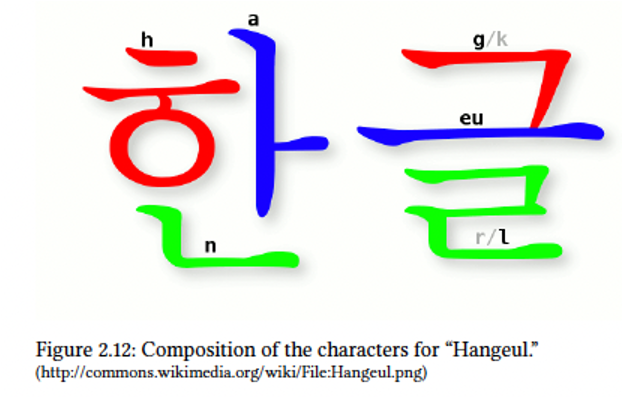 h a g/k
한글
eu
n r/l
Figure 2.12: Composition of the characters for “Hangeul.”
(http://commons.wikimedia.org/wiki/File:Hangeul.png)